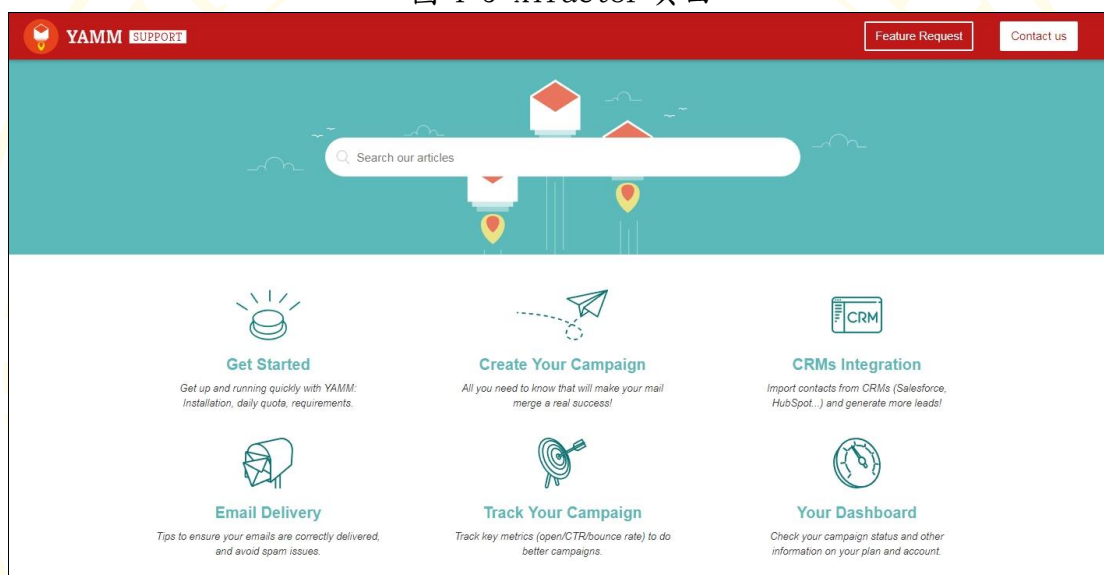 YAMM SUPPORT
Feature Request
Contact us
Search our articles
Get Started
Create Your Campaign
CRM
CRMs Integration
Get up and running quickly with YAMM:
Installation, daily quota, requirements.
All you need to know that will make your mail
merge a real success!
Import contacts from CRMs (Salesforce,
HubSpot...) and generate more leads!
Email Delivery
Track Your Campaign
Your Dashboard
Tips to ensure your emails are correctly delivered,
and avoid spam issues.
Track key metrics (open/CTR/bounce rate) to do
better campaigns.
Check your campaign status and other
information on your plan and account.